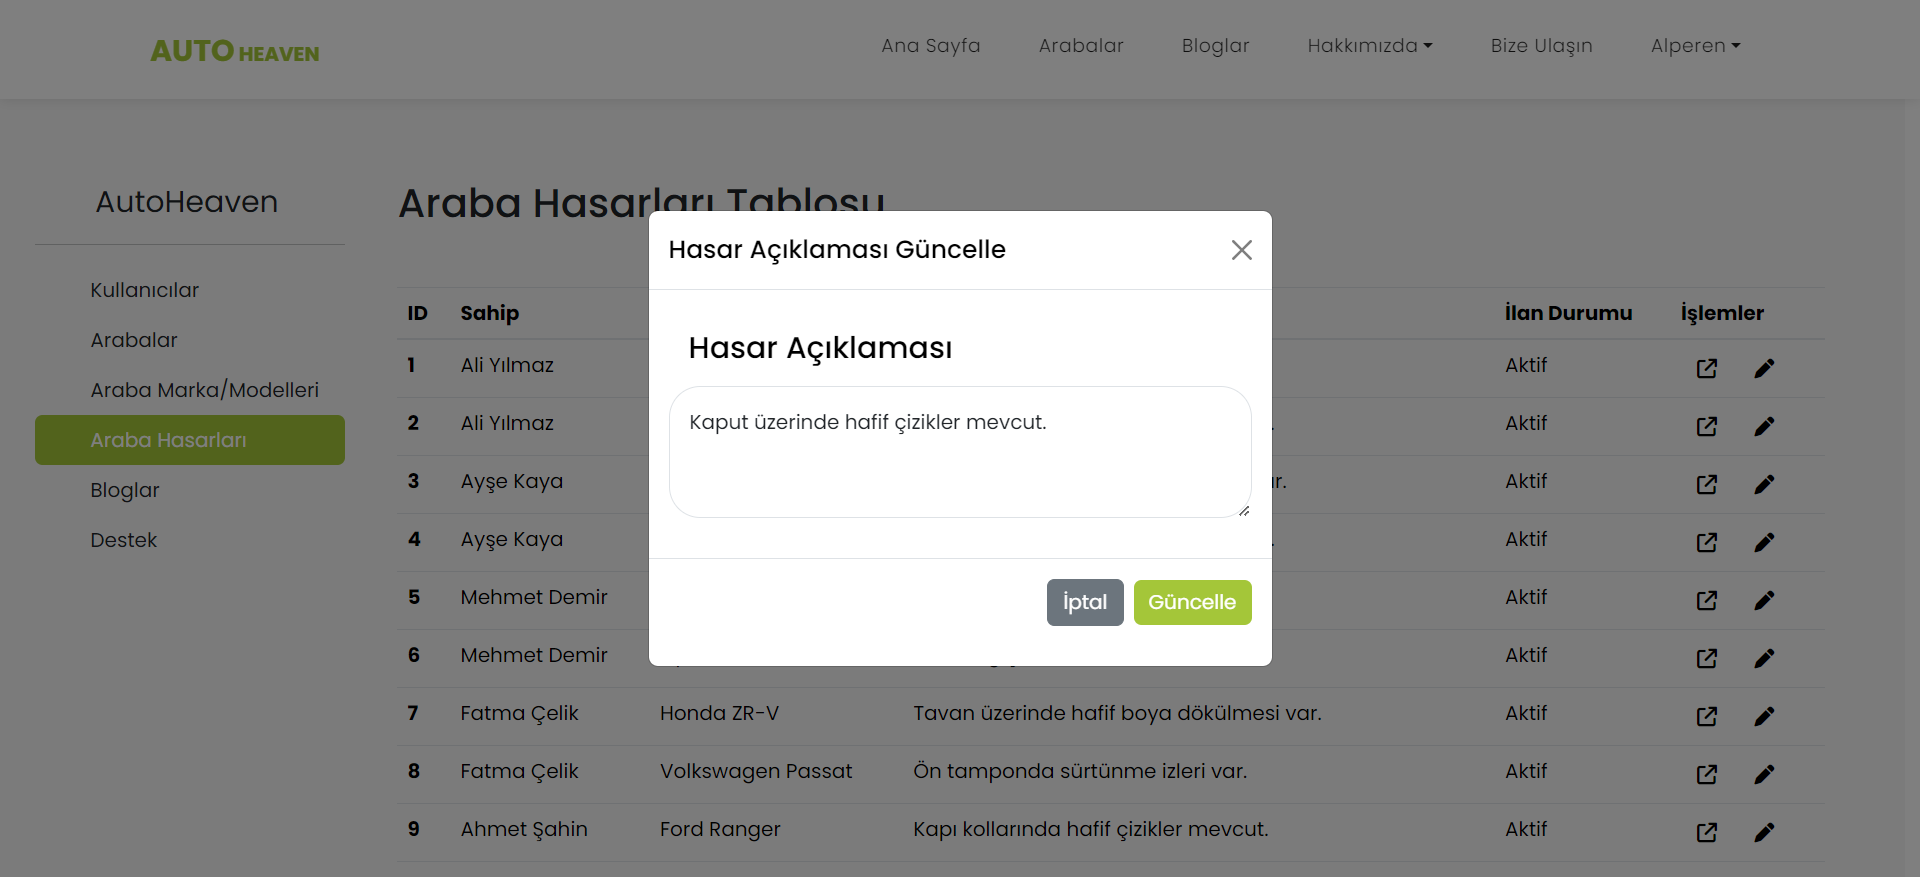 AUTO HEAVEN
Ana Sayfa Arabalar Bloglar Hakkımızda Bize Ulaşın Alperen
AutoHeaven
Kullanıcılar
Arabalar
Araba Marka/Modelleri
Araba Hasarları
Bloglar
Destek
Araba Hasarları Tablosu
Hasar Açıklaması Güncelle
Hasar Açıklaması
Kaput üzerinde hafif çizikler mevcut.
İptal Güncelle
ID Sahip İlan Durumu İşlemler
1 Ali Yılmaz Aktif
2 Ali Yılmaz Aktif
3 Ayşe Kaya Aktif
4 Ayşe Kaya Aktif
5 Mehmet Demir Aktif
6 Mehmet Demir Aktif
7 Fatma Çelik Honda ZR-V Tavan üzerinde hafif boya dökülmesi var. Aktif
8 Fatma Çelik Volkswagen Passat Ön tamponda sürtünme izleri var. Aktif
9 Ahmet Şahin Ford Ranger Kapı kollarında hafif çizikler mevcut. Aktif